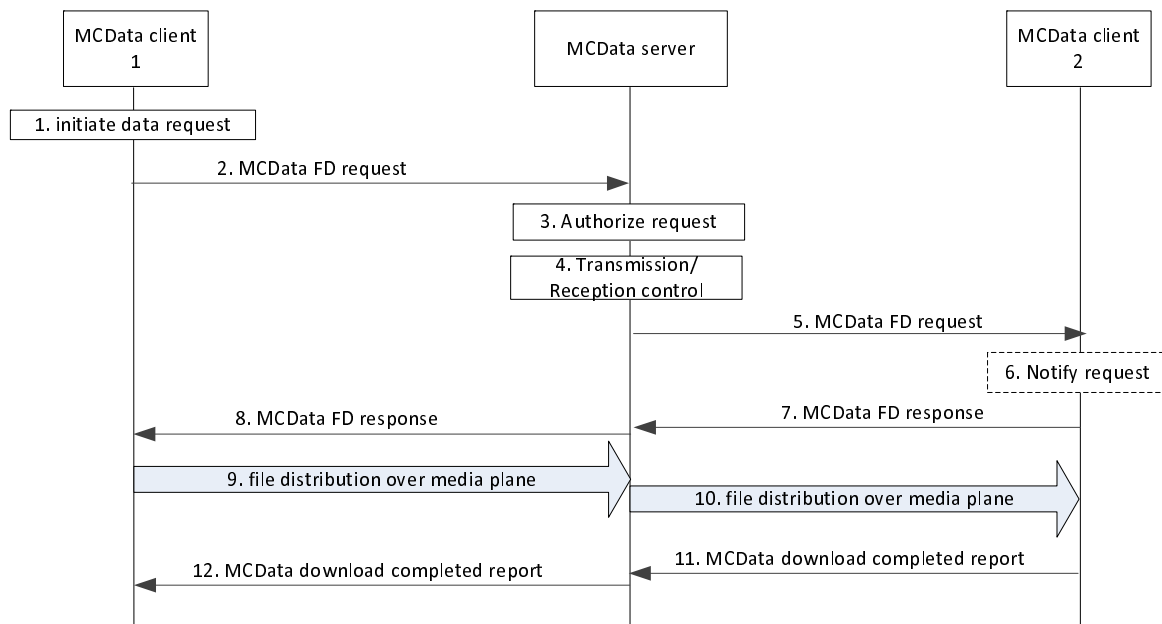 MCData client
1
MCData server
MCData client
2
1. initiate data request
2. MCData FD request
3. Authorize request
4. Transmission/
Reception control
5. MCData FD request
6. Notify request
7. MCData FD response
8. MCData FD response
9. file distribution over media plane
10. file distribution over media plane
11. MCData download completed report
12. MCData download completed report